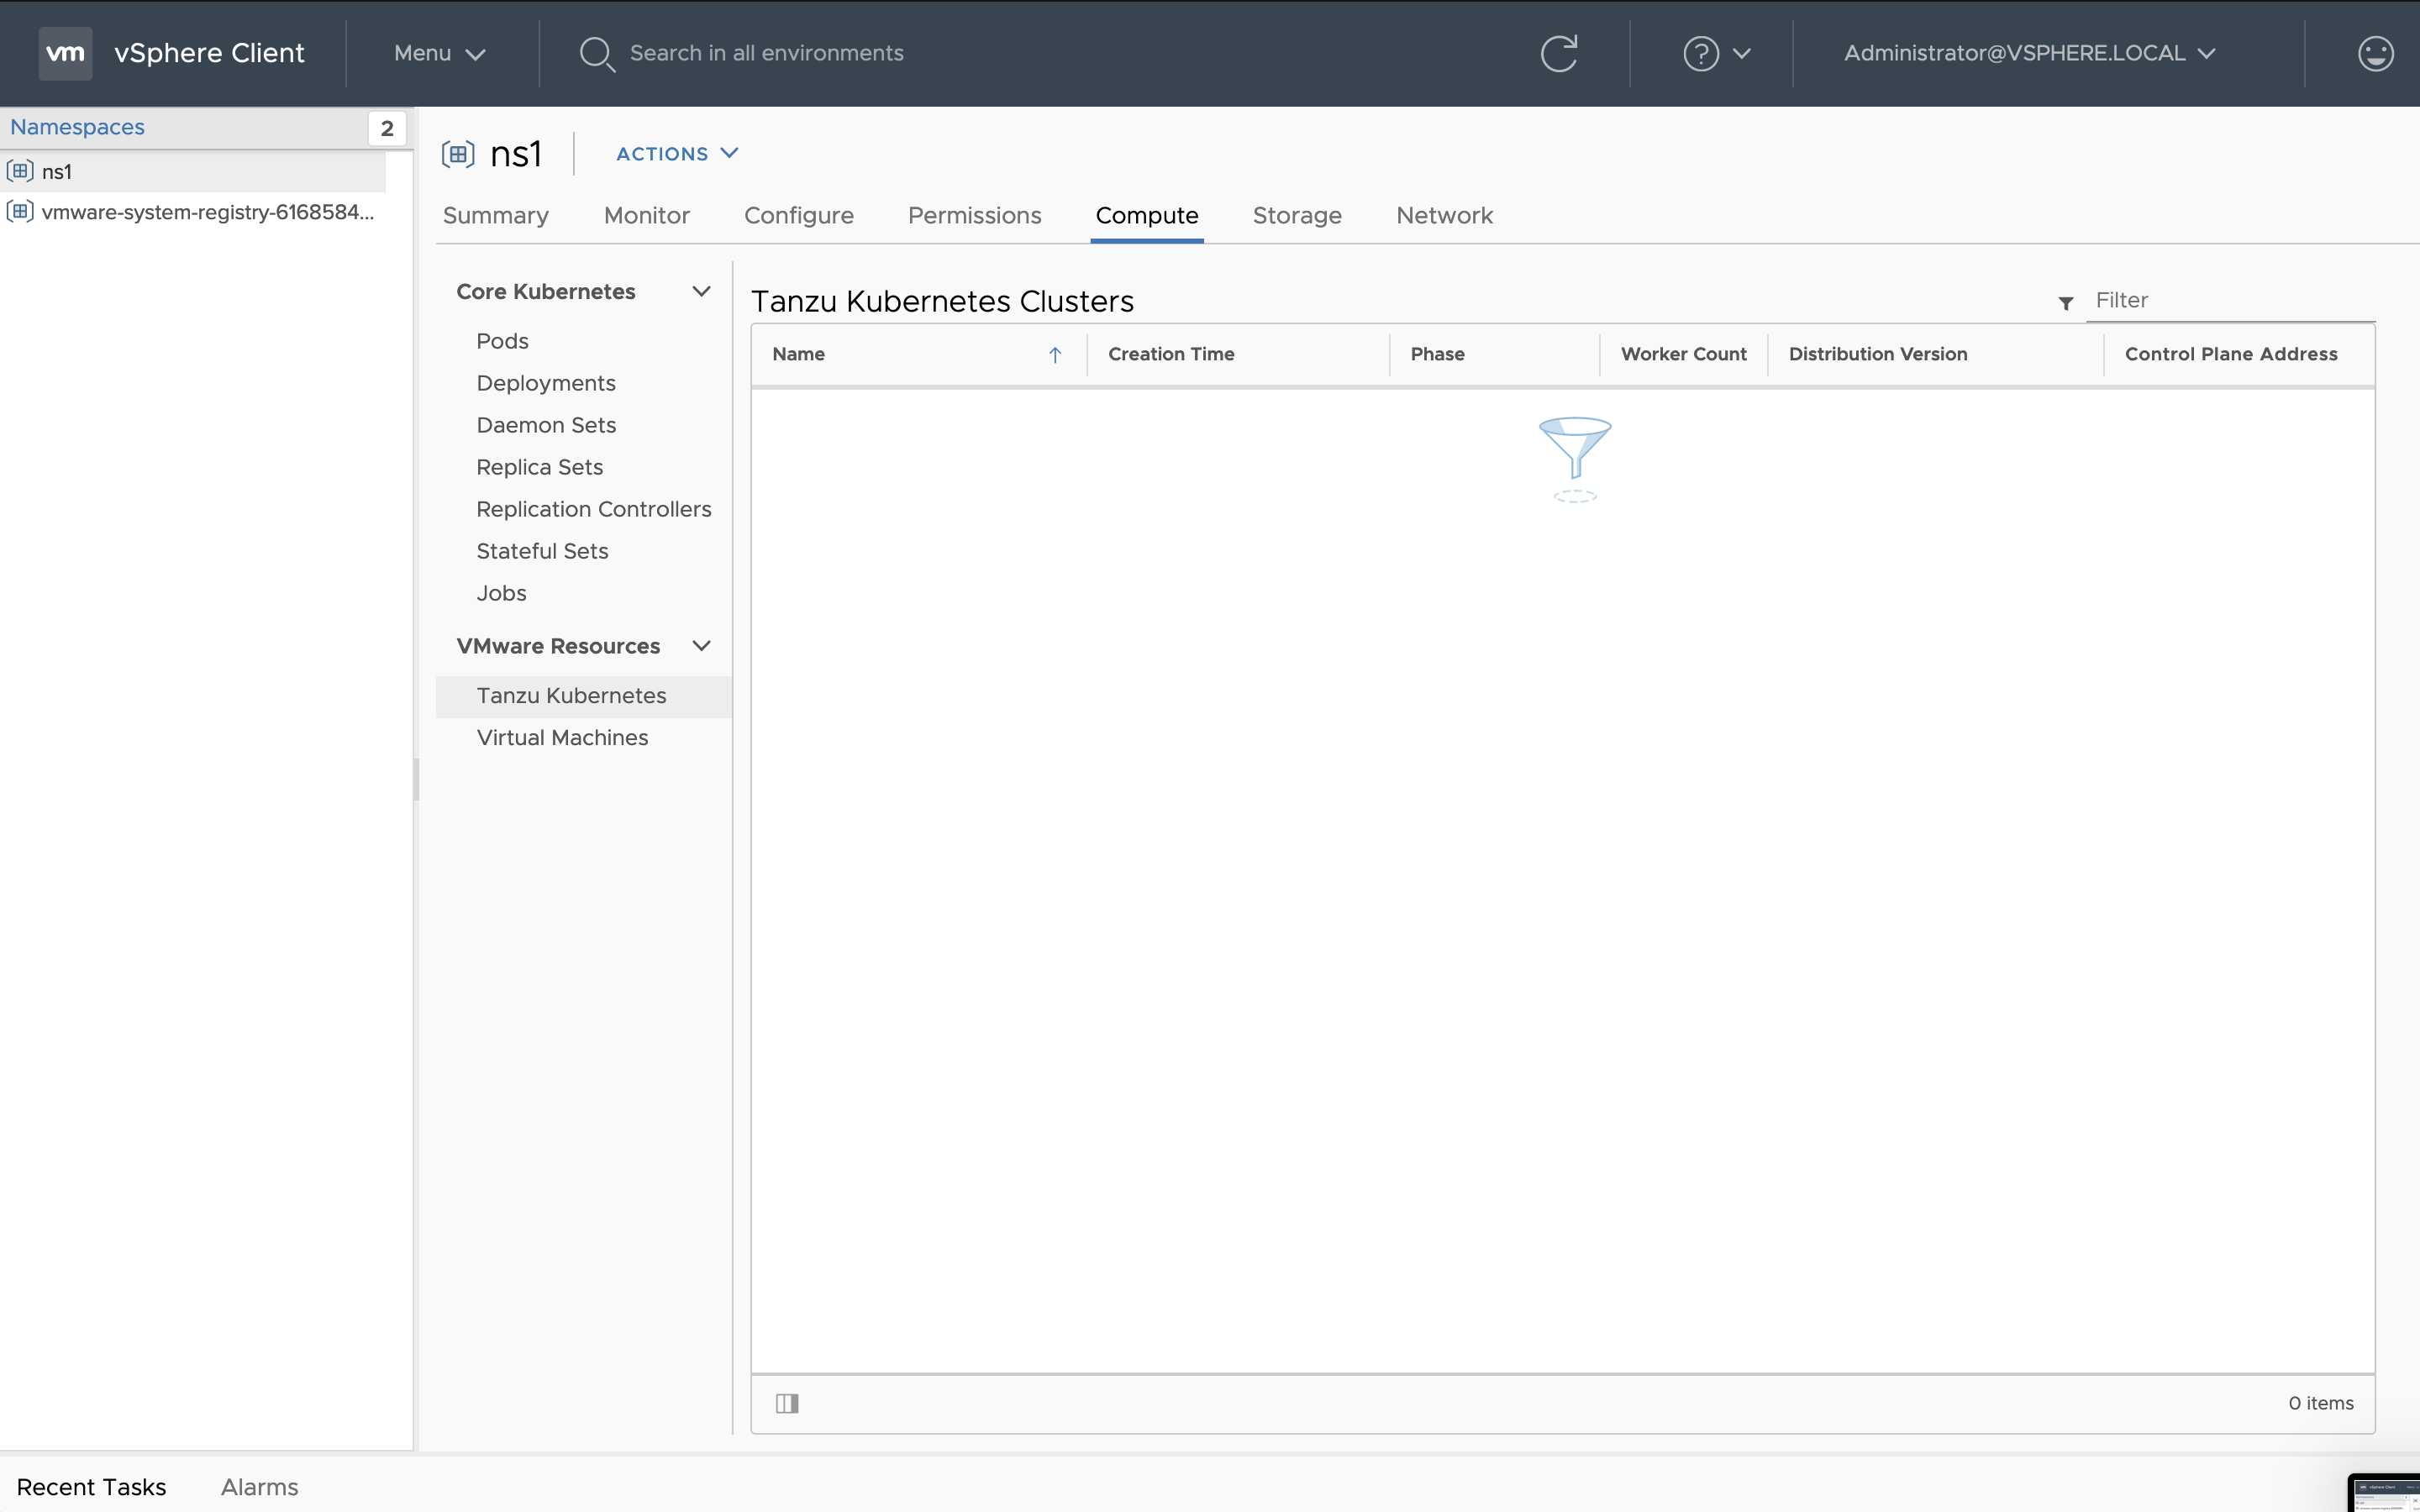 vm vSphere Client Menu Search in all environments ? Administrator@VSPHERE.LOCAL
Namespaces 2
ns1
vmware-system-registry-6168584...
ns1 ACTIONS
Summary Monitor Configure Permissions Compute Storage Network
Core Kubernetes
Pods
Deployments
Daemon Sets
Replica Sets
Replication Controllers
Stateful Sets
Jobs
VMware Resources
Tanzu Kubernetes
Virtual Machines
Tanzu Kubernetes Clusters Filter
Name Creation Time Phase Worker Count Distribution Version Control Plane Address
0 items
Recent Tasks Alarms